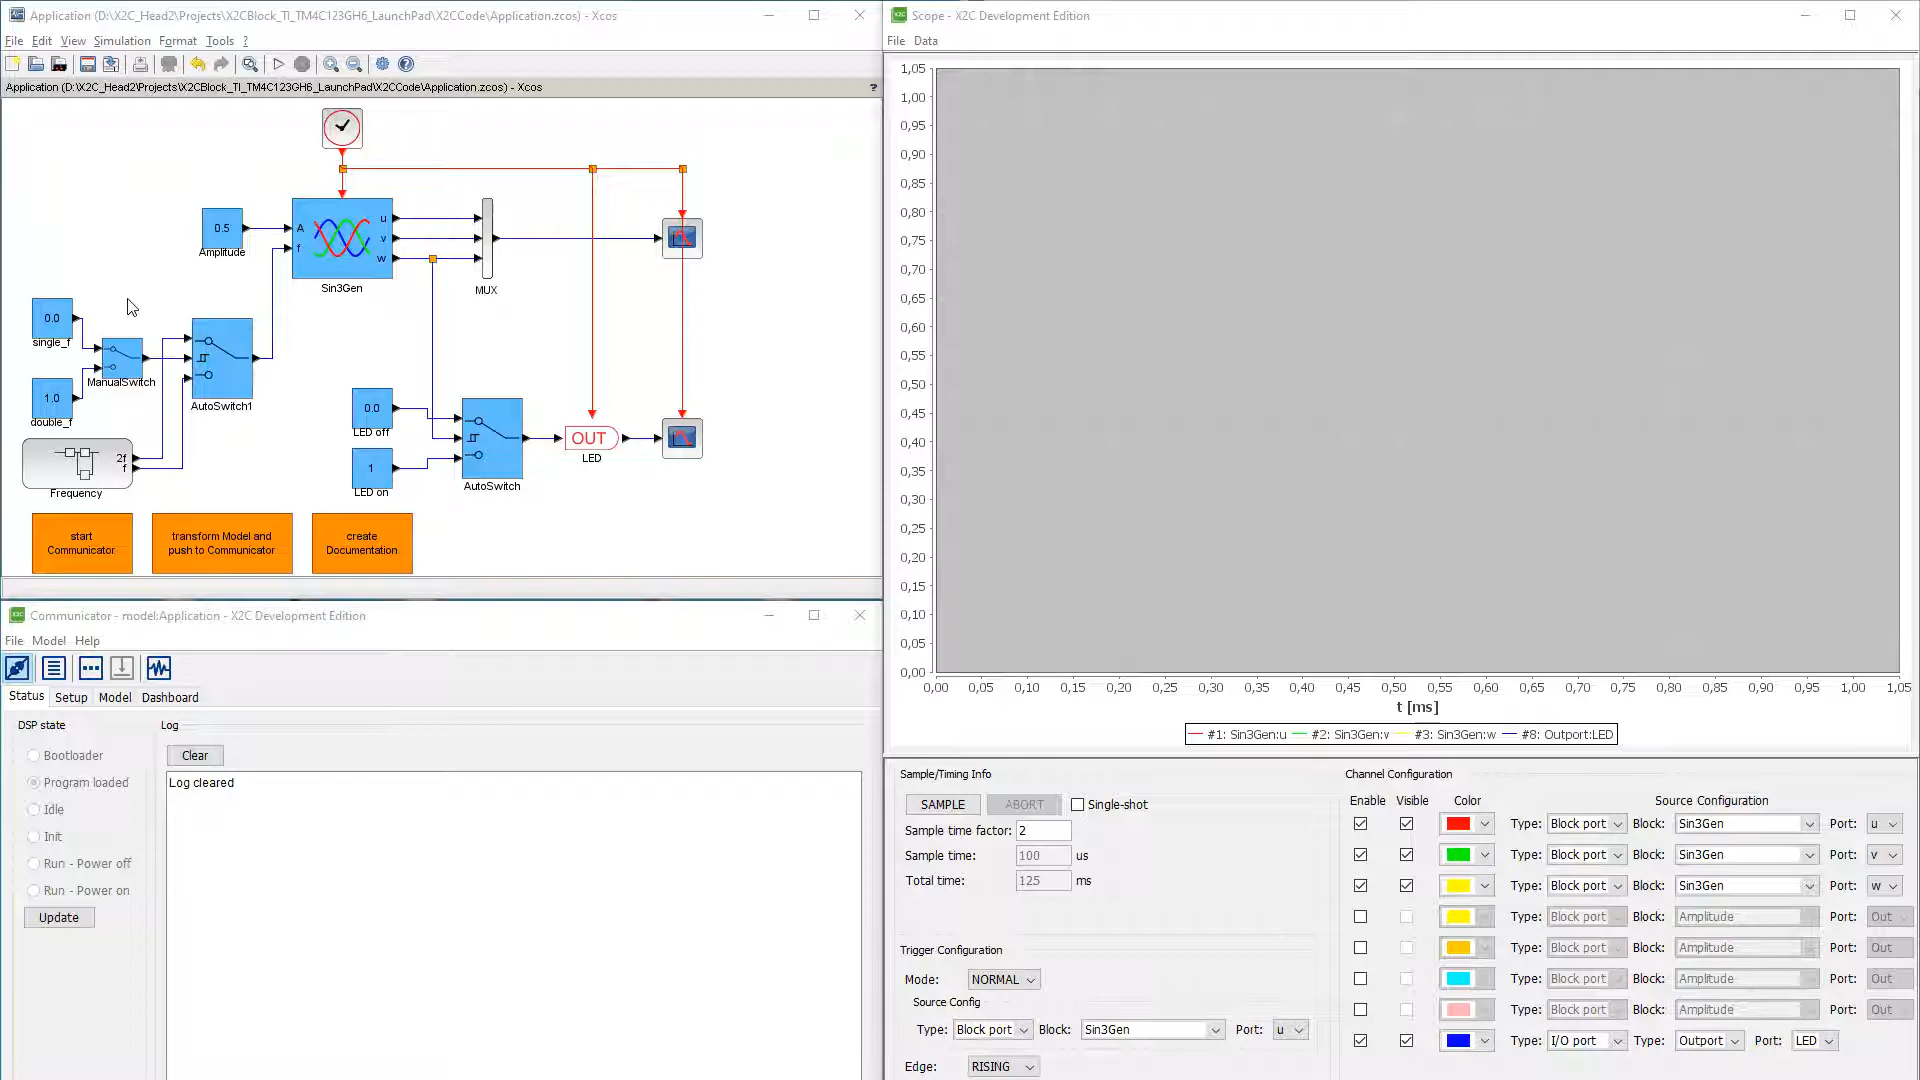 Application (D:\X2C_Head2\Projects\X2CBlock_TI_TM4C123GH6_LaunchPad\X2CCode\Application.zcos) - Xcos
File Edit View Simulation Format Tools ?
Application (D:\X2C_Head2\Projects\X2CBlock_TI_TM4C123GH6_LaunchPad\X2CCode\Application.zcos) - Xcos ?
0.5
Amplitude
A
f
u
v
w
Sin3Gen
MUX
0.0
single_f
ManualSwitch
1.0
double_f
AutoSwitch1
2f
f
Frequency
0.0
LED off
1
LED on
AutoSwitch
OUT
LED
start
Communicator
transform Model and
push to Communicator
create
Documentation
Communicator - model:Application - X2C Development Edition
File Model Help
Status Setup Model Dashboard
DSP state
Bootloader
Program loaded
Idle
Init
Run - Power off
Run - Power on
Update
Log
Clear
Log cleared
Scope - X2C Development Edition
File Data
1,05
1,00
0,95
0,90
0,85
0,80
0,75
0,70
0,65
0,60
0,55
0,50
0,45
0,40
0,35
0,30
0,25
0,20
0,15
0,10
0,05
0,00
0,00 0,05 0,10 0,15 0,20 0,25 0,30 0,35 0,40 0,45 0,50 0,55 0,60 0,65 0,70 0,75 0,80 0,85 0,90 0,95 1,00 1,05
t [ms]
#1: Sin3Gen:u #2: Sin3Gen:v #3: Sin3Gen:w #8: Outport:LED
Sample/Timing Info
SAMPLE ABORT Single-shot
Sample time factor: 2
Sample time: 100 us
Total time: 125 ms
Trigger Configuration
Mode: NORMAL
Source Config
Type: Block port Block: Sin3Gen Port: u
Edge: RISING
Channel Configuration
Enable Visible Color Source Configuration
Type: Block port Block: Sin3Gen Port: u
Type: Block port Block: Sin3Gen Port: v
Type: Block port Block: Sin3Gen Port: w
Type: Block port Block: Amplitude Port: Out
Type: Block port Block: Amplitude Port: Out
Type: Block port Block: Amplitude Port: Out
Type: Block port Block: Amplitude Port: Out
Type: I/O port Type: Outport Port: LED